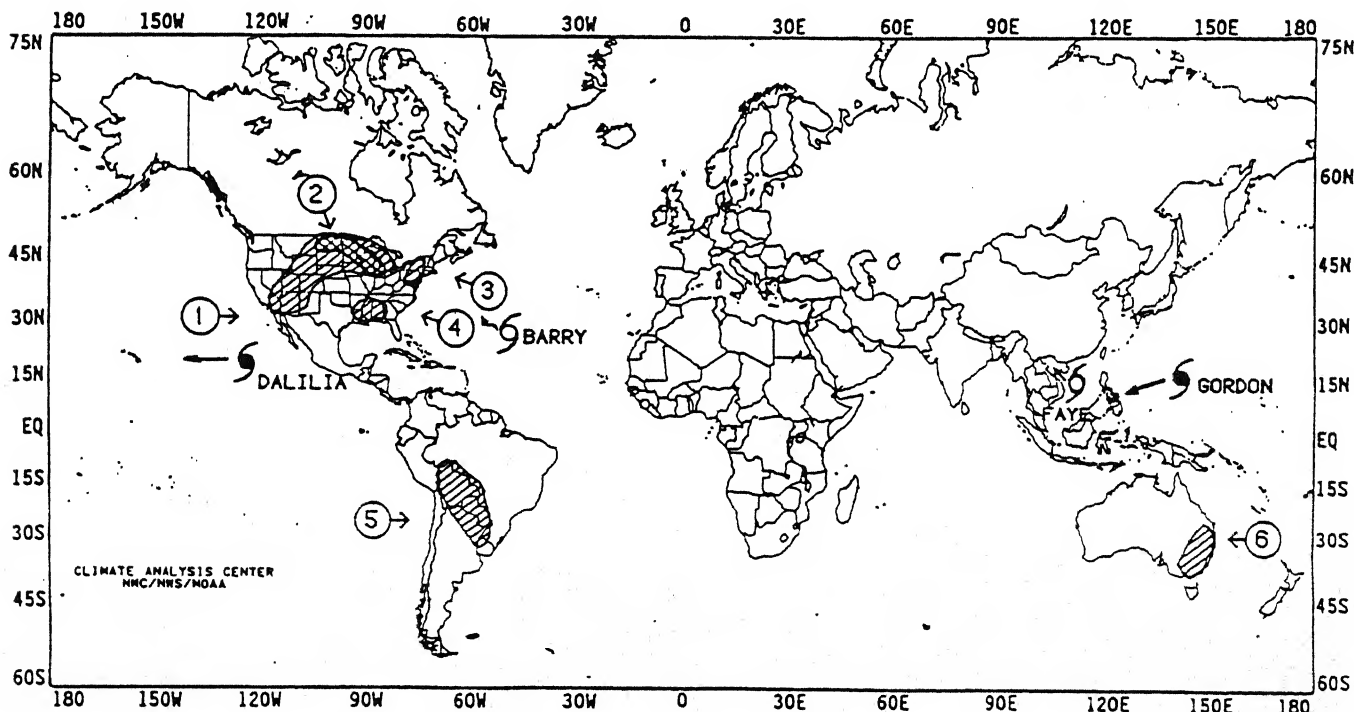 180 150W 120W 90W 60W 30W 0 30E 60E 90E 120E 150E 180
75N 75N
60N 60N
2
45N 45N
3
1 4
30N BARRY 30N
DALILIA
15N 15N GORDON
FAYE
EQ EQ
15S 15S
5
30S 6 30S
CLIMATE ANALYSIS CENTER
NMC/NWS/NOAA
45S 45S
60S 60S
180 150W 120W 90W 60W 30W 0 30E 60E 90E 120E 150E 180